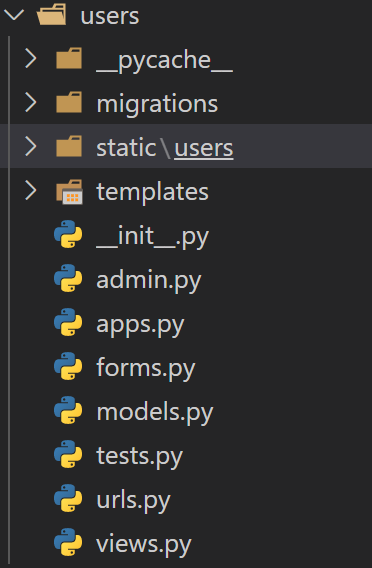 users
__pycache__
migrations
static\users
templates
__init__.py
admin.py
apps.py
forms.py
models.py
tests.py
urls.py
views.py